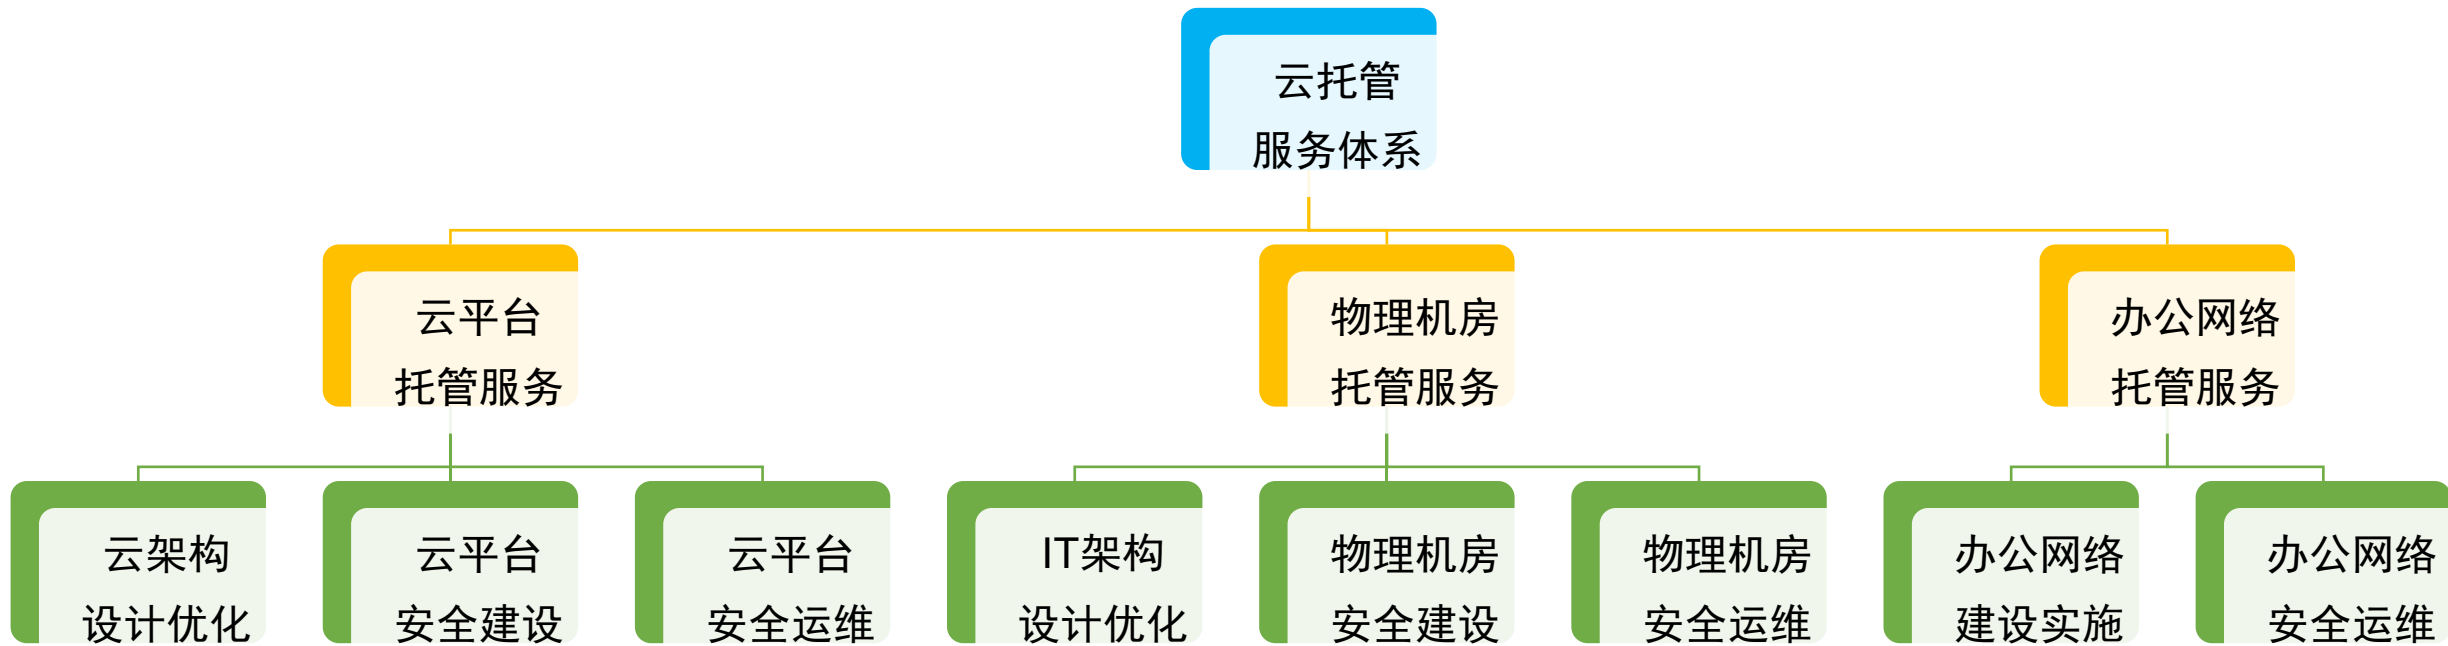 云托管
服务体系
云平台
托管服务
物理机房
托管服务
办公网络
托管服务
云架构
设计优化
云平台
安全建设
云平台
安全运维
IT架构
设计优化
物理机房
安全建设
物理机房
安全运维
办公网络
建设实施
办公网络
安全运维